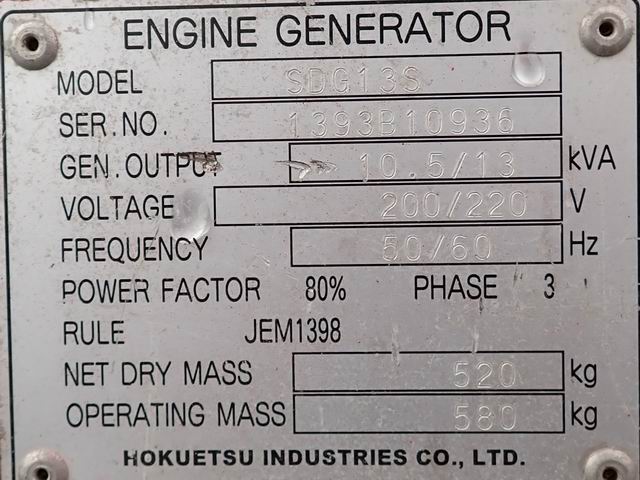 ENGINE GENERATOR
MODEL SDG13S
SER.NO. 1393B10936
GEN.OUTPUT 10.5/13 kVA
VOLTAGE 200/220 V
FREQUENCY 50/60 Hz
POWER FACTOR 80% PHASE 3
RULE JEM1398
NET DRY MASS 520 kg
OPERATING MASS 580 kg
HOKUETSU INDUSTRIES CO., LTD.